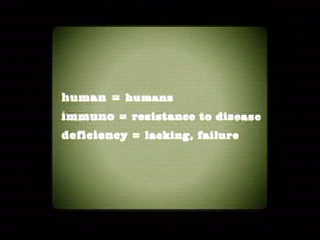 human = humans
immuno = resistance to disease
deficiency = lacking, failure